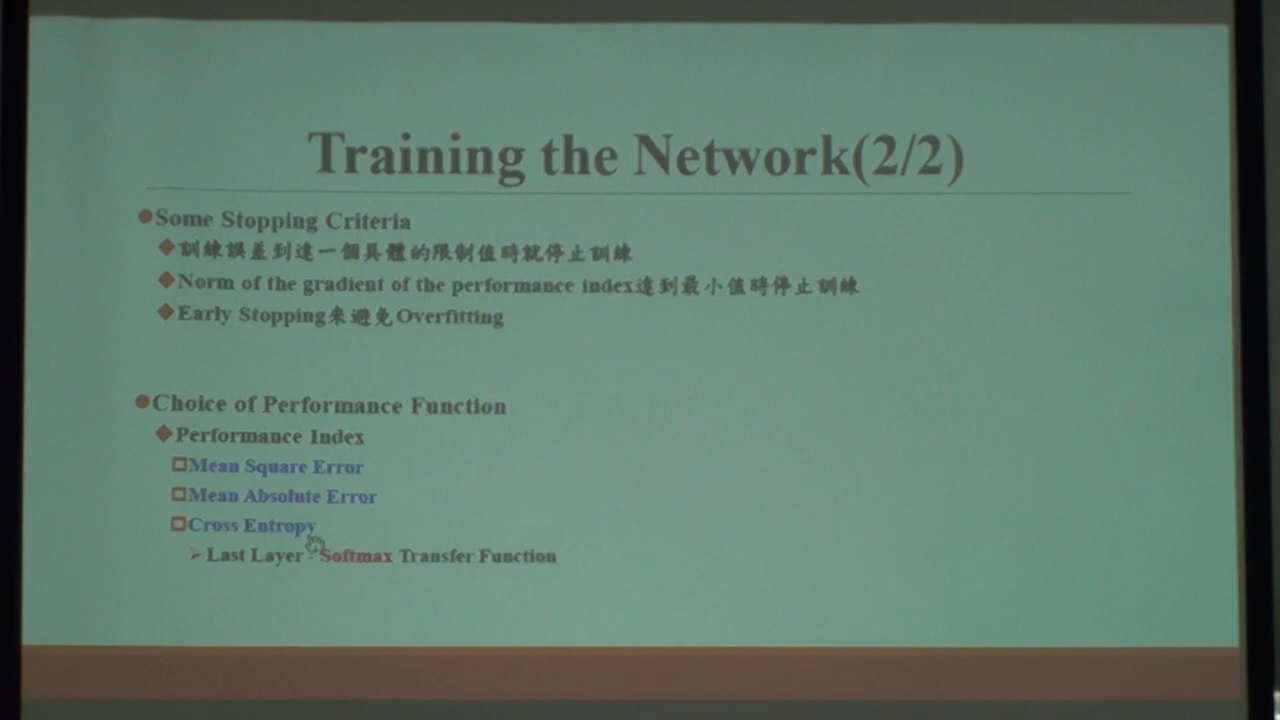 Training the Network(2/2)
Some Stopping Criteria
訓練誤差到達一個具體的限制值時就停止訓練
Norm of the gradient of the performance index達到最小值時停止訓練
Early Stopping來避免Overfitting
Choice of Performance Function
Performance Index
Mean Square Error
Mean Absolute Error
Cross Entropy
Last Layer - Softmax Transfer Function